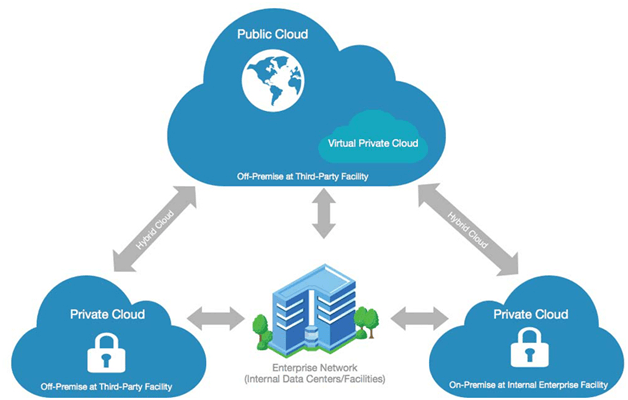 Public Cloud
Virtual Private Cloud
Off-Premise at Third-Party Facility
Hybrid Cloud
Hybrid Cloud
Private Cloud
Off-Premise at Third-Party Facility
Enterprise Network
(Internal Data Centers/Facilities)
Private Cloud
On-Premise at Internal Enterprise Facility